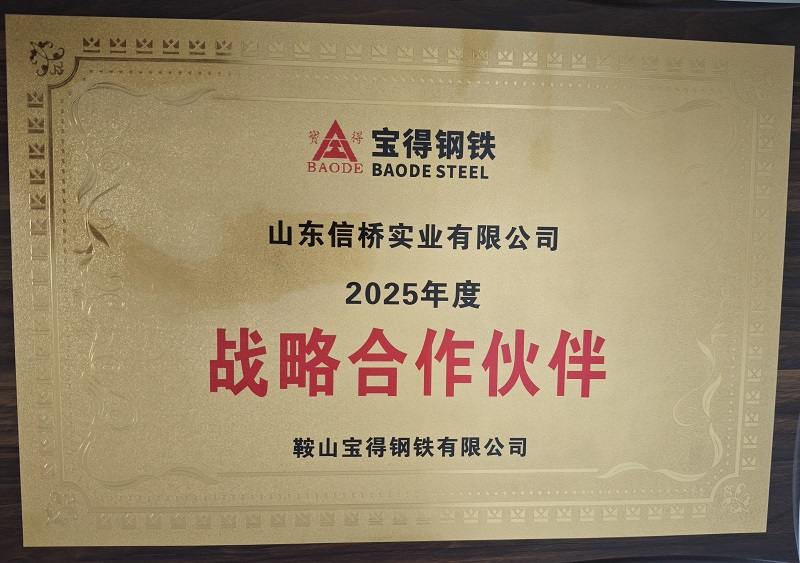 寳 得
BAODE
宝得钢铁
BAODE STEEL
山东信桥实业有限公司
2025年度
战略合作伙伴
鞍山宝得钢铁有限公司